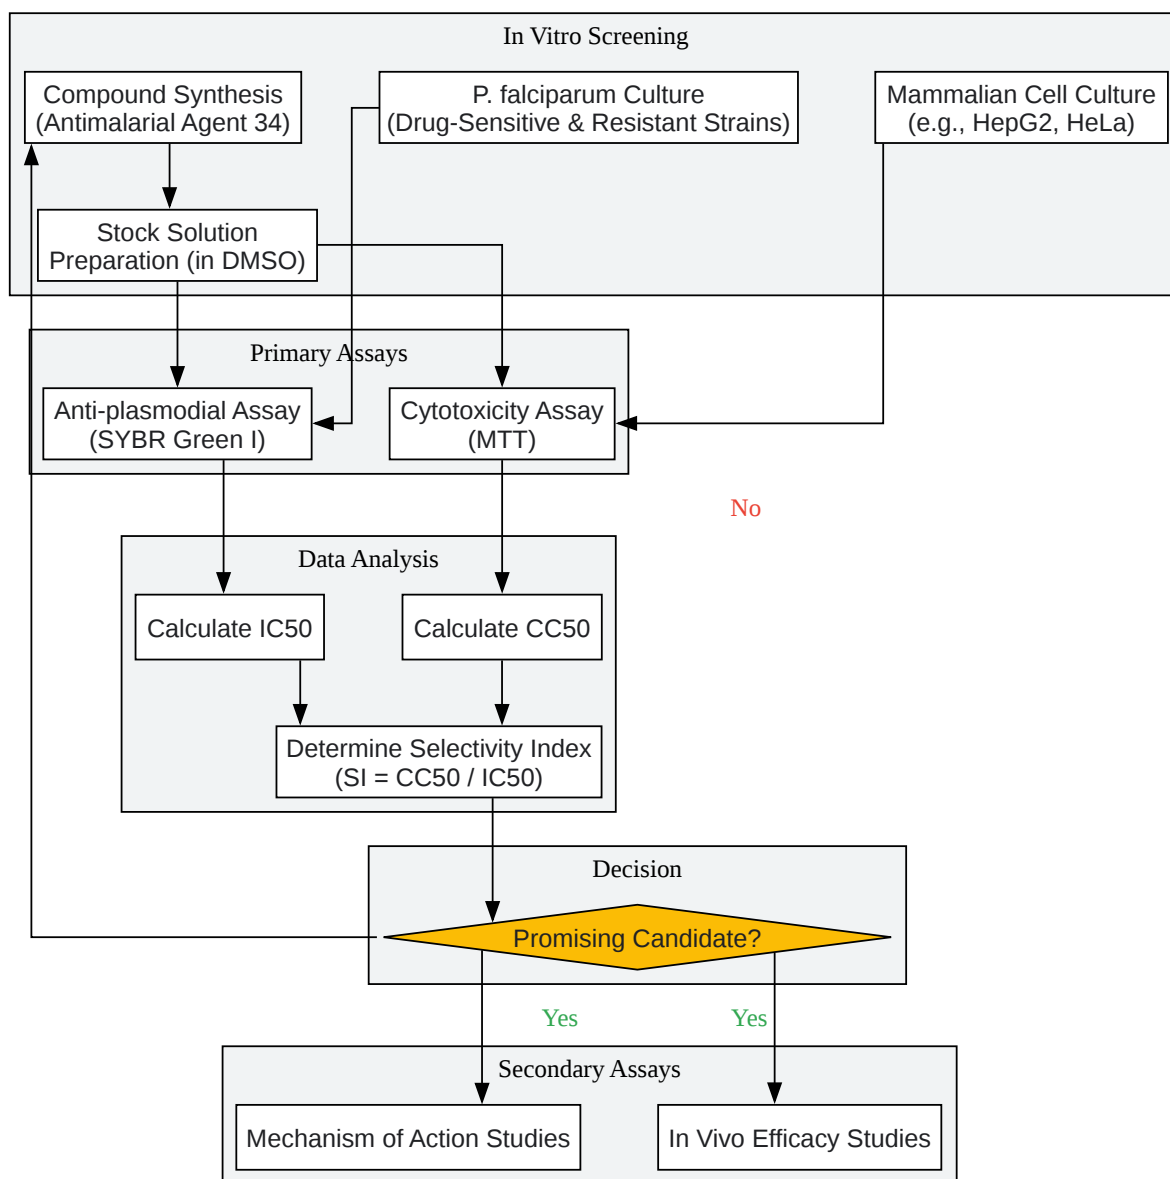 In Vitro Screening
Compound Synthesis
(Antimalarial Agent 34)
P. falciparum Culture
(Drug-Sensitive & Resistant Strains)
Mammalian Cell Culture
(e.g., HepG2, HeLa)
Stock Solution
Preparation (in DMSO)
Primary Assays
Anti-plasmodial Assay
(SYBR Green I)
Cytotoxicity Assay
(MTT)
No
Data Analysis
Calculate IC50
Calculate CC50
Determine Selectivity Index
(SI = CC50 / IC50)
Decision
Promising Candidate?
Yes
Yes
Secondary Assays
Mechanism of Action Studies
In Vivo Efficacy Studies